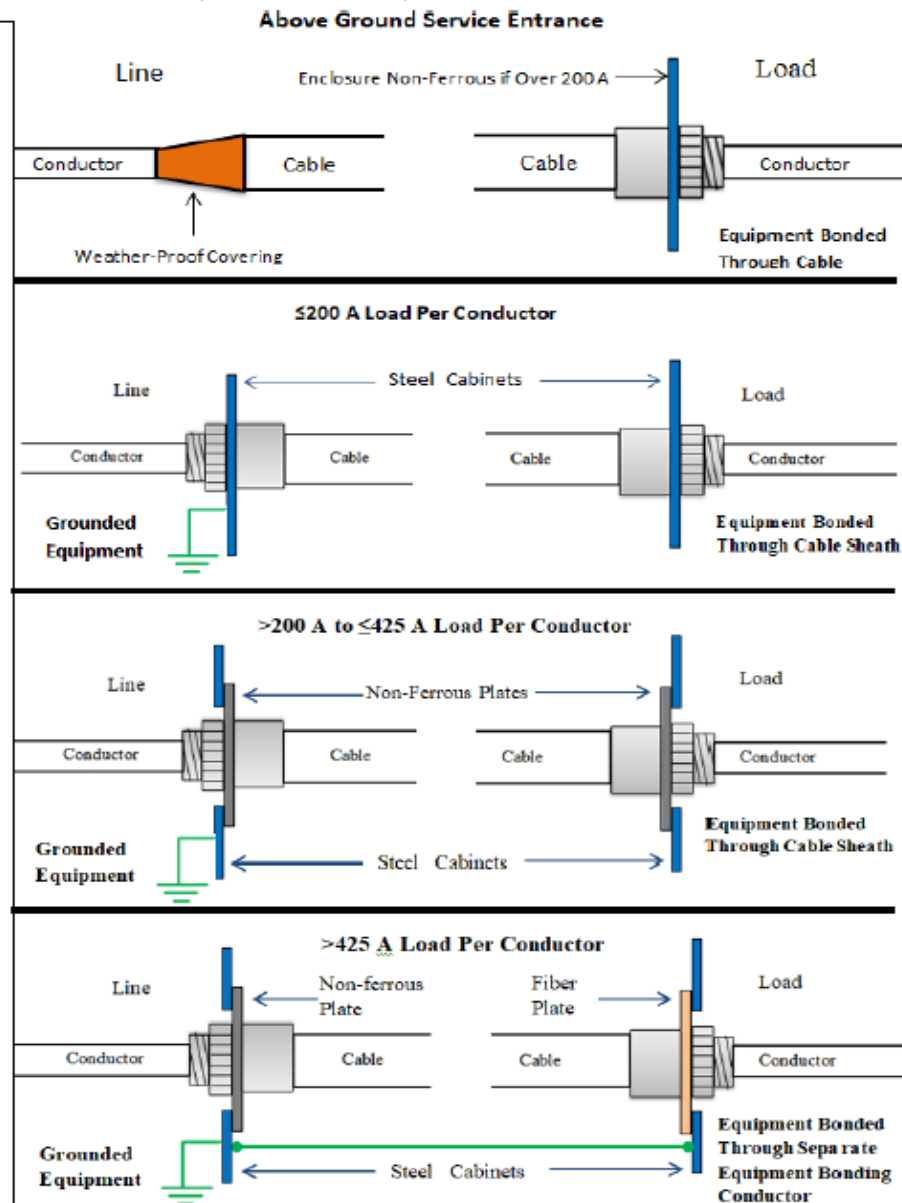 Above Ground Service Entrance
Line
Enclosure Non-Ferrous if Over 200 A
Load
Conductor
Cable
Cable
Conductor
Weather-Proof Covering
Equipment Bonded
Through Cable
≤200 A Load Per Conductor
Line
Steel Cabinets
Load
Conductor
Cable
Cable
Conductor
Grounded
Equipment
Equipment Bonded
Through Cable Sheath
>200 A to ≤425 A Load Per Conductor
Line
Non-Ferrous Plates
Load
Conductor
Cable
Cable
Conductor
Grounded
Equipment
Steel Cabinets
Equipment Bonded
Through Cable Sheath
>425 A Load Per Conductor
Line
Non-ferrous
Plate
Fiber
Plate
Load
Conductor
Cable
Cable
Conductor
Grounded
Equipment
Steel Cabinets
Equipment Bonded
Through Separate
Equipment Bonding
Conductor